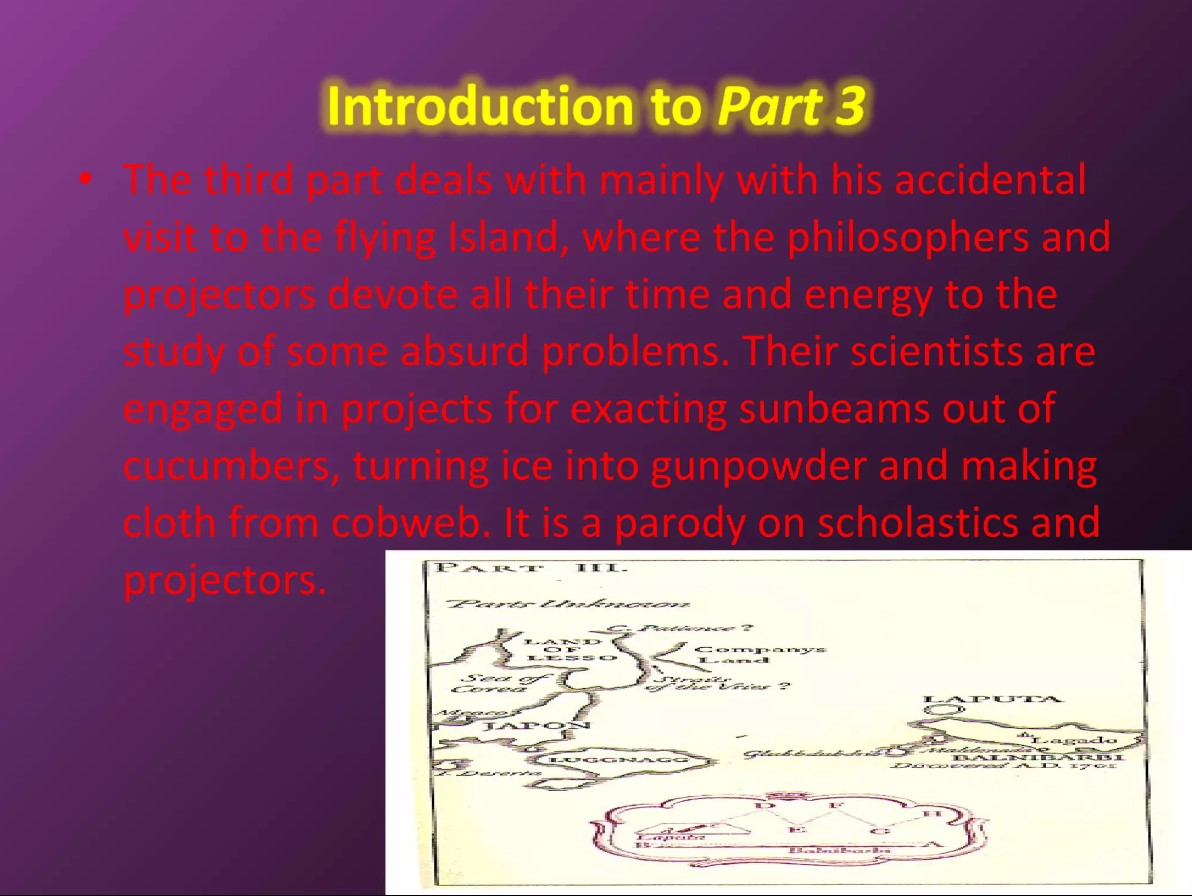 Introduction to Part 3
• The third part deals with mainly with his accidental
visit to the flying Island, where the philosophers and
projectors devote all their time and energy to the
study of some absurd problems. Their scientists are
engaged in projects for exacting sunbeams out of
cucumbers, turning ice into gunpowder and making
cloth from cobweb. It is a parody on scholastics and
projectors.
PART III.
Parts Unknown
C. Patience?
LAND
OF
LESSO
Companys
Land
Sea of
Corea
Straits
of the Vries ?
LAPUTA
JAPON
Lagado
Maldonada
BALNIBARBI
Discovered A.D. 1701
LUGGNAGG
D F
H
E G
Laputa
B A
Balnibarbi